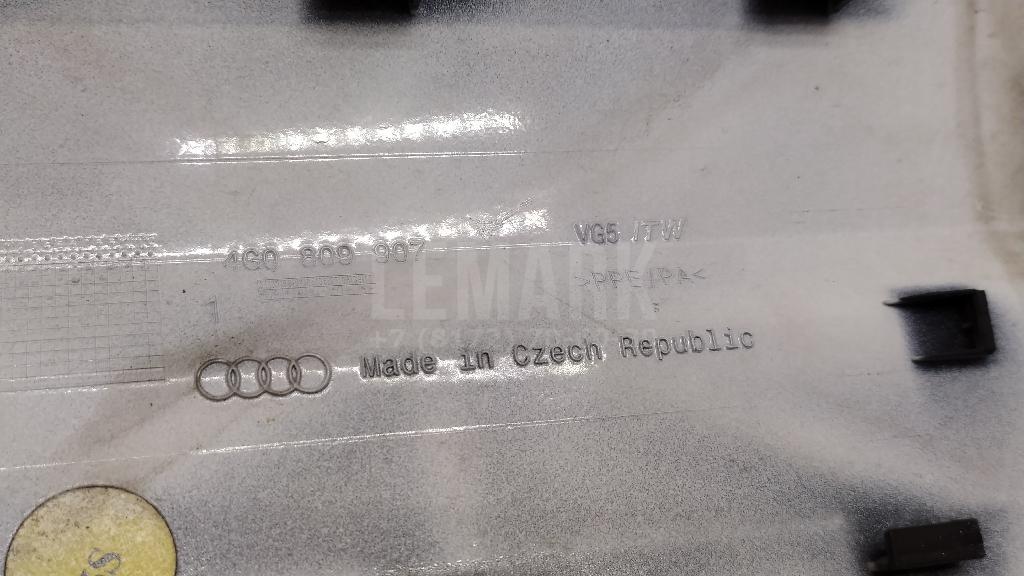 4G0 809 907
VG5 ITW
>PPE/PA<
1
LEMARK
Made in Czech Republic